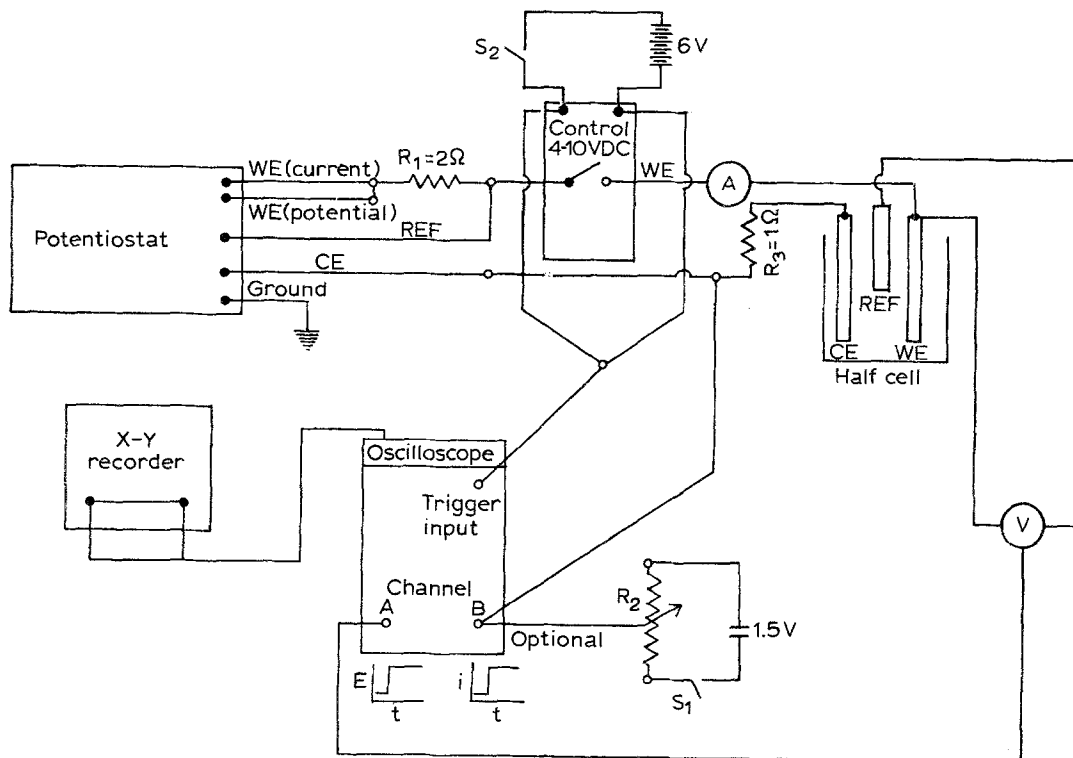 S2
6V
Control
4-10VDC
WE(current)
R1=2Ω
WE
A
WE(potential)
Potentiostat
REF
R3=1Ω
CE
Ground
REF
CE
WE
Half cell
X-Y
recorder
Oscilloscope
Trigger
input
V
Channel
A
B
R2
Optional
1.5V
S1
E
t
i
t